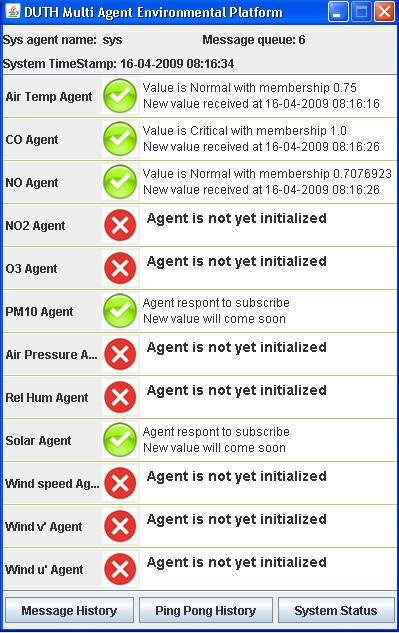 DUTH Multi Agent Environmental Platform
Sys agent name: sys Message queue: 6
System TimeStamp: 16-04-2009 08:16:34
Air Temp Agent
Value is Normal with membership 0.75
New value received at 16-04-2009 08:16:16
CO Agent
Value is Critical with membership 1.0
New value received at 16-04-2009 08:16:26
NO Agent
Value is Normal with membership 0.7076923
New value received at 16-04-2009 08:16:26
NO2 Agent
Agent is not yet initialized
O3 Agent
Agent is not yet initialized
PM10 Agent
Agent respont to subscribe
New value will come soon
Air Pressure A...
Agent is not yet initialized
Rel Hum Agent
Agent is not yet initialized
Solar Agent
Agent respont to subscribe
New value will come soon
Wind speed Ag...
Agent is not yet initialized
Wind v' Agent
Agent is not yet initialized
Wind u' Agent
Agent is not yet initialized
Message History Ping Pong History System Status